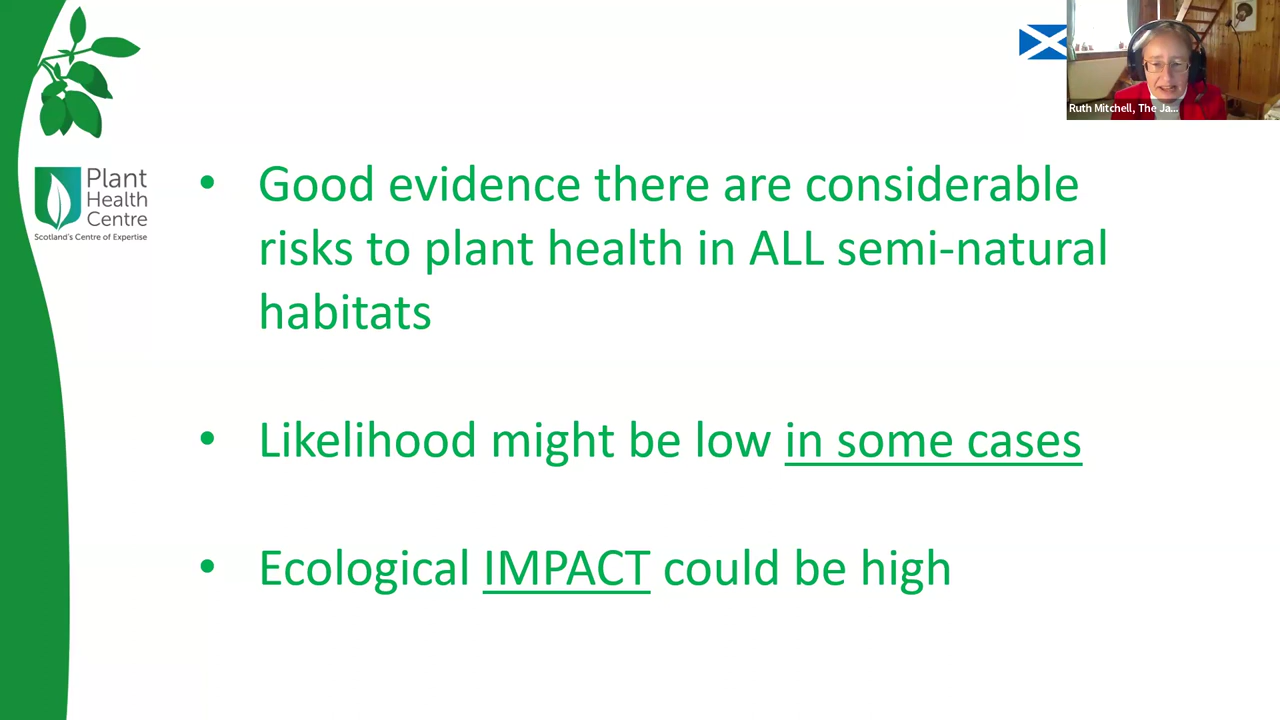 Ruth Mitchell, The Ja...
Plant
Health
Centre
Scotland's Centre of Expertise
• Good evidence there are considerable
risks to plant health in ALL semi-natural
habitats
• Likelihood might be low in some cases
• Ecological IMPACT could be high